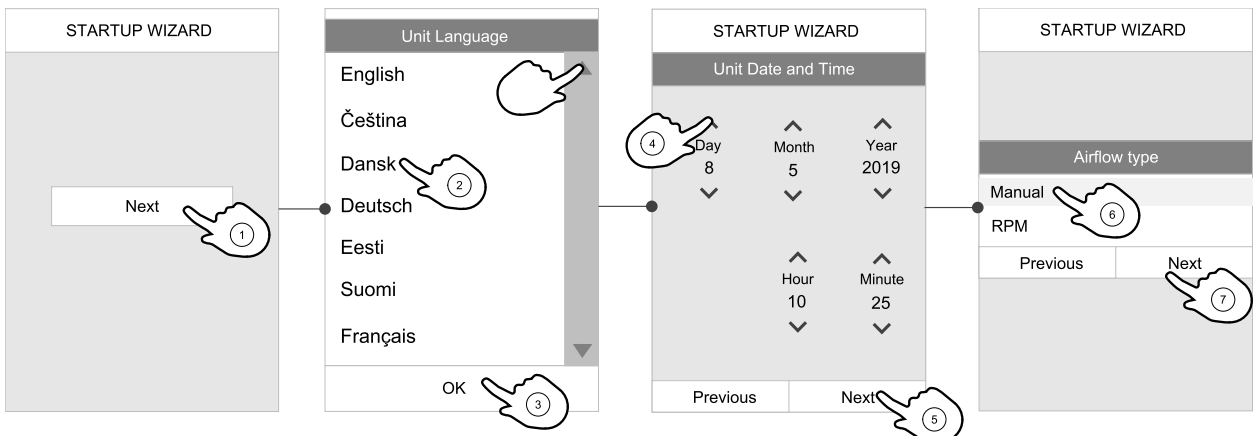 STARTUP WIZARD
Next
1
Unit Language
English
Čeština
Dansk
2
Deutsch
Eesti
Suomi
Français
OK
3
STARTUP WIZARD
Unit Date and Time
4
Day Month Year
8 5 2019
Hour Minute
10 25
Previous Next
5
STARTUP WIZARD
Airflow type
Manual
6
RPM
Previous Next
7